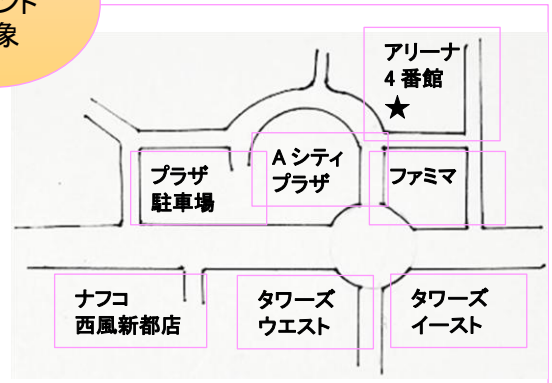 ント
象
アリーナ
4 番館
★
A シティ
プラザ
プラザ
駐車場
ファミマ
ナフコ
西風新都店
タワーズ
ウエスト
タワーズ
イースト